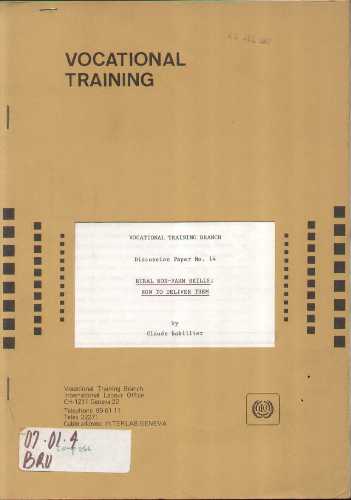 VOCATIONAL
TRAINING
VOCATIONAL TRAINING BRANCH
Discussion Paper No. 14
RURAL NON-FARM SKILLS:
HOW TO DELIVER THEM
by
Claude
Vocational Training Branch
International Labour Office
CH-1211 Geneva 22
Telephone 99 61 11
Telex 22271
Cable address INTERLAB GENEVA
07.01.4
BRU